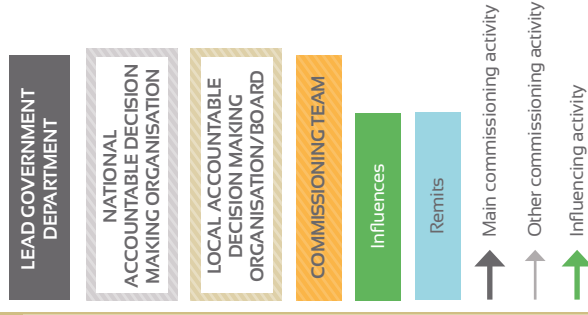 LEAD GOVERNMENT
DEPARTMENT
NATIONAL
ACCOUNTABLE DECISION
MAKING ORGANISATION
LOCAL ACCOUNTABLE
DECISION MAKING
ORGANISATION/BOARD
COMMISSIONING TEAM
Influences
Remits
Main commissioning activity
Other commissioning activity
Influencing activity